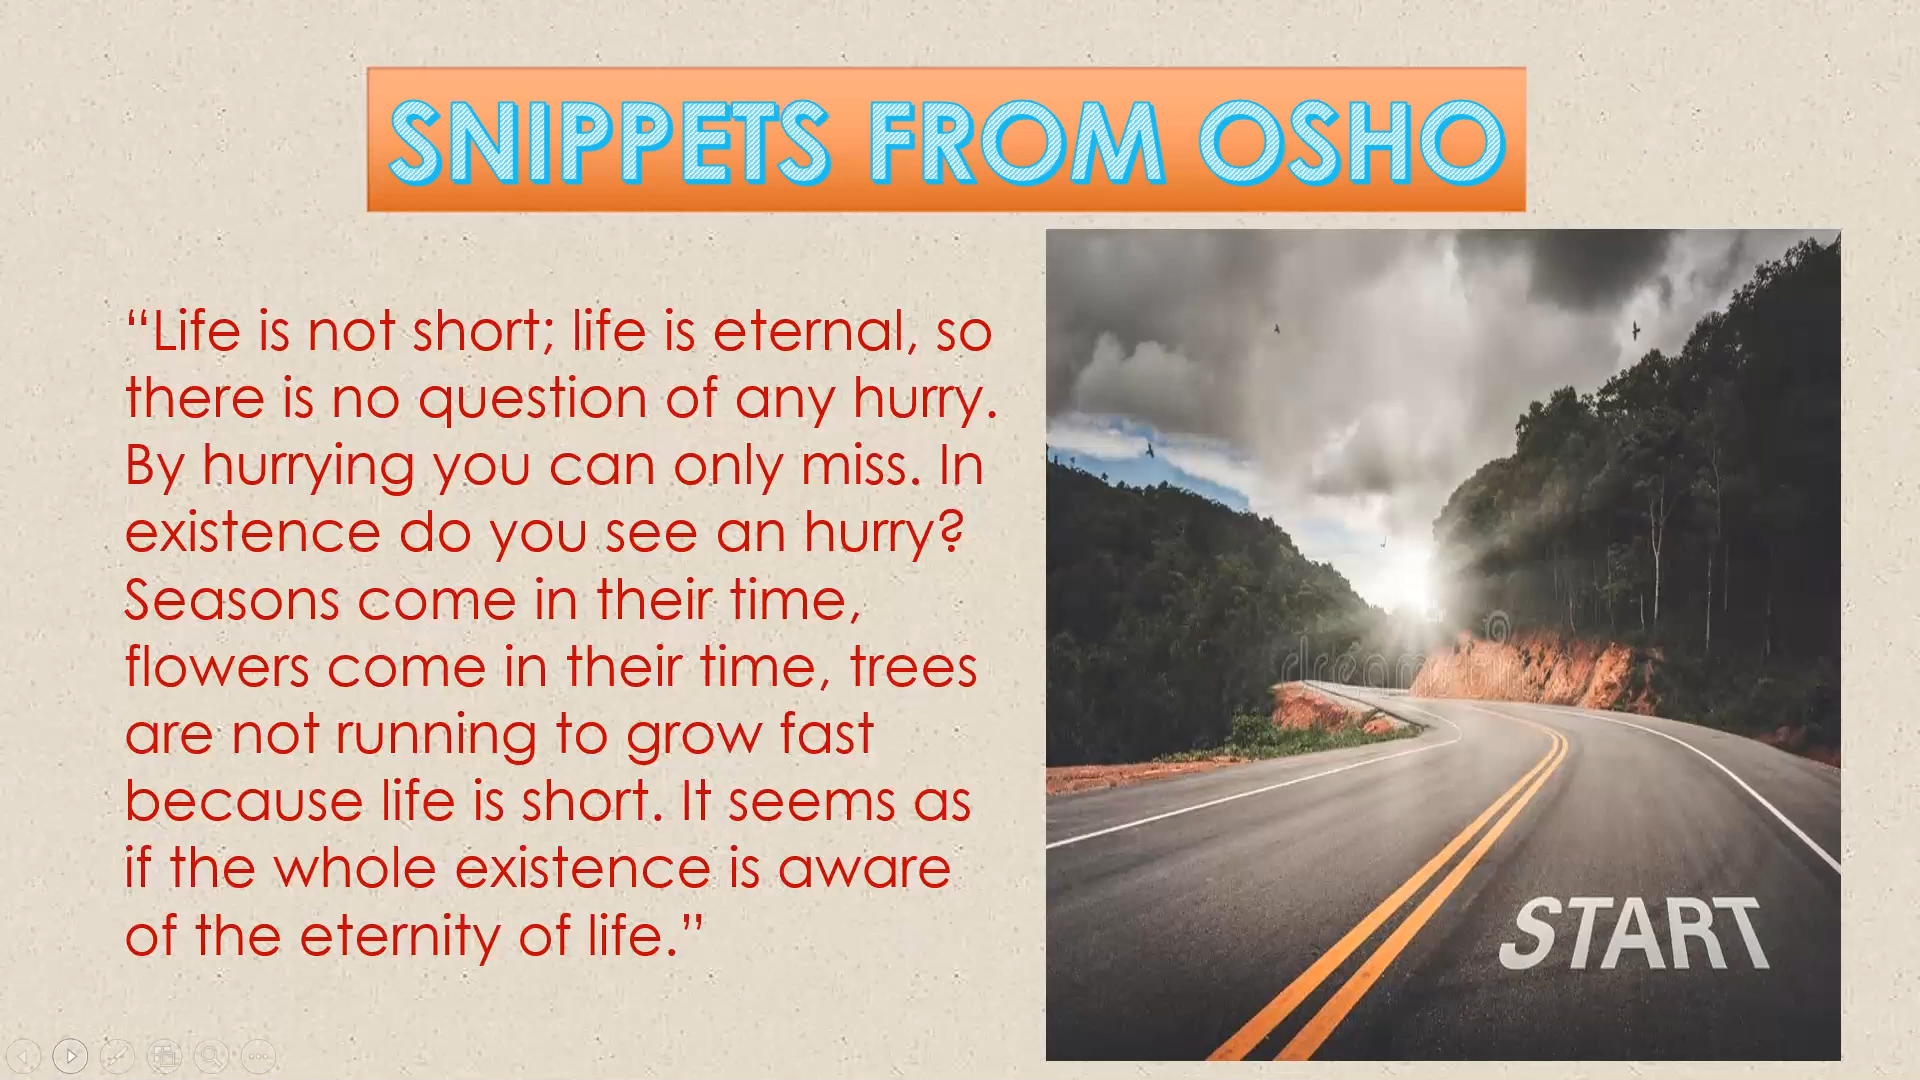 SNIPPETS FROM OSHO
“Life is not short; life is eternal, so
there is no question of any hurry.
By hurrying you can only miss. In
existence do you see an hurry?
Seasons come in their time,
flowers come in their time, trees
are not running to grow fast
because life is short. It seems as
if the whole existence is aware
of the eternity of life.”
START